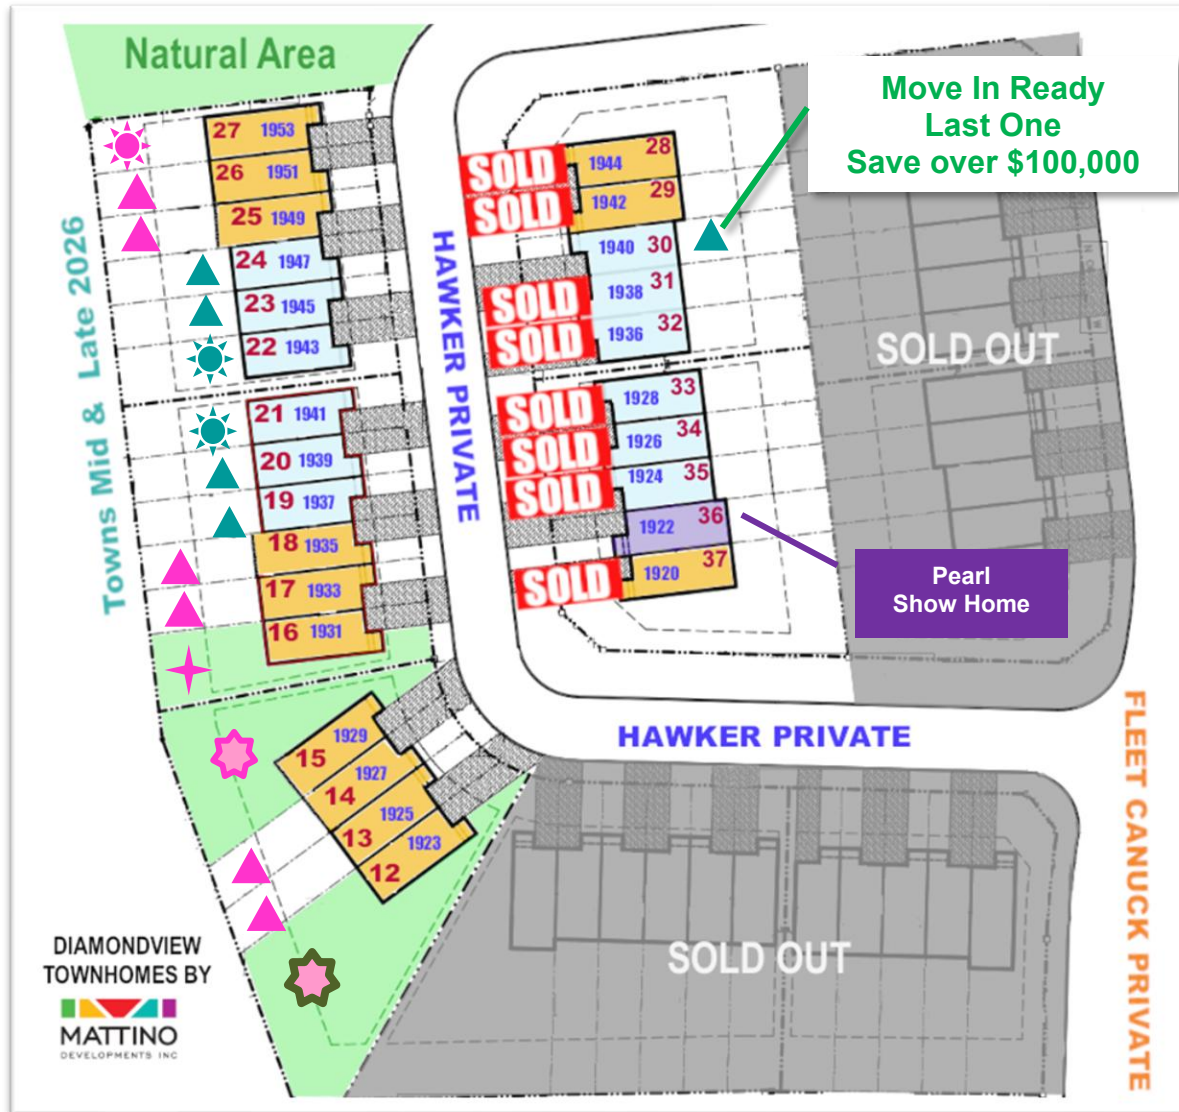 Natural Area
Move In Ready
Last One
Save over $100,000
27 1953
26 1951
25 1949
24 1947
23 1945
22 1943
21 1941
20 1939
19 1937
18 1935
17 1933
16 1931
15 1929
14 1927
13 1925
12 1923
Towns Mid & Late 2026
HAWKER PRIVATE
SOLD 1944 28
SOLD 1942 29
1940 30
SOLD 1938 31
SOLD 1936 32
SOLD 1928 33
SOLD 1926 34
SOLD 1924 35
1922 36
SOLD 1920 37
SOLD OUT
Pearl
Show Home
HAWKER PRIVATE
FLEET CANUCK PRIVATE
SOLD OUT
DIAMONDVIEW
TOWNHOMES BY
MATTINO
DEVELOPMENTS INC